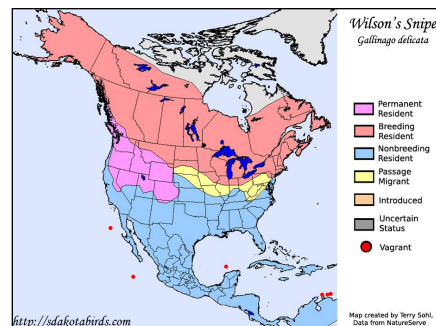 Wilson's Snipe
Gallinago delicata
Permanent
Resident
Breeding
Resident
Nonbreeding
Resident
Passage
Migrant
Introduced
Uncertain
Status
Vagrant
Map created by Terry Sohl,
Data from NatureServe
http://sdakotabirds.com